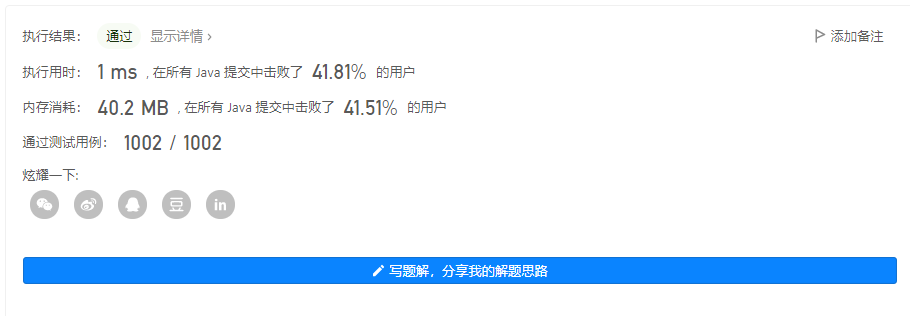 执行结果： 通过 显示详情 › 添加备注
执行用时： 1 ms , 在所有 Java 提交中击败了 41.81% 的用户
内存消耗： 40.2 MB , 在所有 Java 提交中击败了 41.51% 的用户
通过测试用例： 1002 / 1002
炫耀一下:
豆 in
写题解，分享我的解题思路